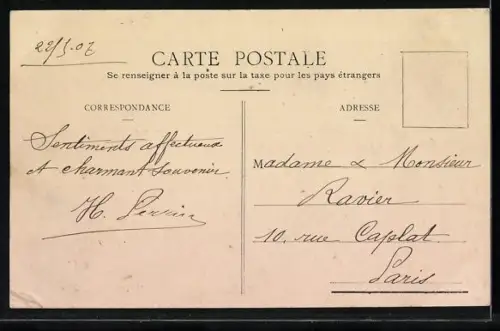 22/5.07
CARTE POSTALE
Se renseigner à la poste sur la taxe pour les pays étrangers
CORRESPONDANCE
ADRESSE
Sentiments affectueux
et charmant souvenir
H. Perrier
Madame & Monsieur
Ravier
10, rue Caplat
Paris